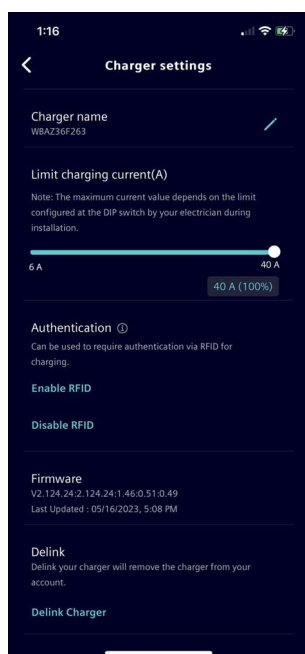 1:16
Charger settings
Charger name
WBAZ36F263
Limit charging current(A)
Note: The maximum current value depends on the limit
configured at the DIP switch by your electrician during
installation.
6 A
40 A
40 A (100%)
Authentication
Can be used to require authentication via RFID for
charging.
Enable RFID
Disable RFID
Firmware
V2.124.24:2.124.24:1.46:0.51:0.49
Last Updated : 05/16/2023, 5:08 PM
Delink
Delink your charger will remove the charger from your
account.
Delink Charger